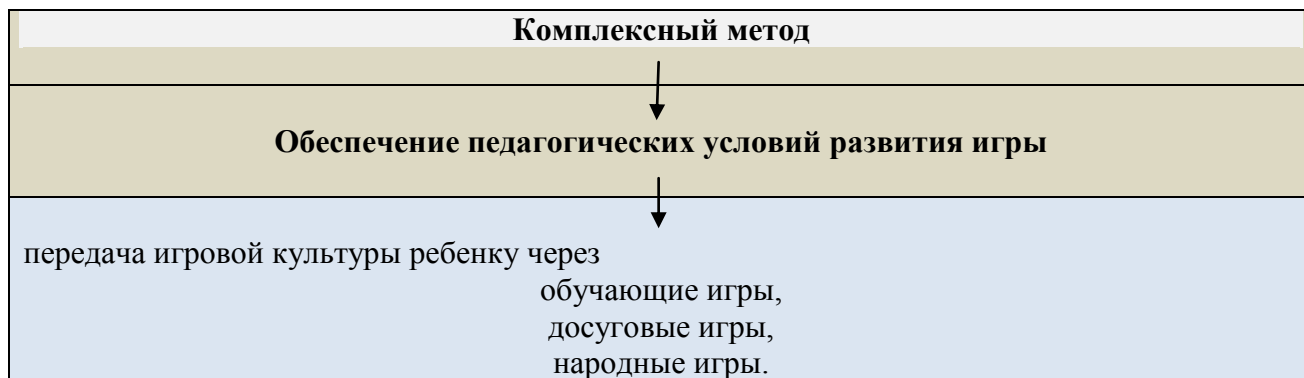 Комплексный метод
Обеспечение педагогических условий развития игры
передача игровой культуры ребенку через
обучающие игры,
досуговые игры,
народные игры.